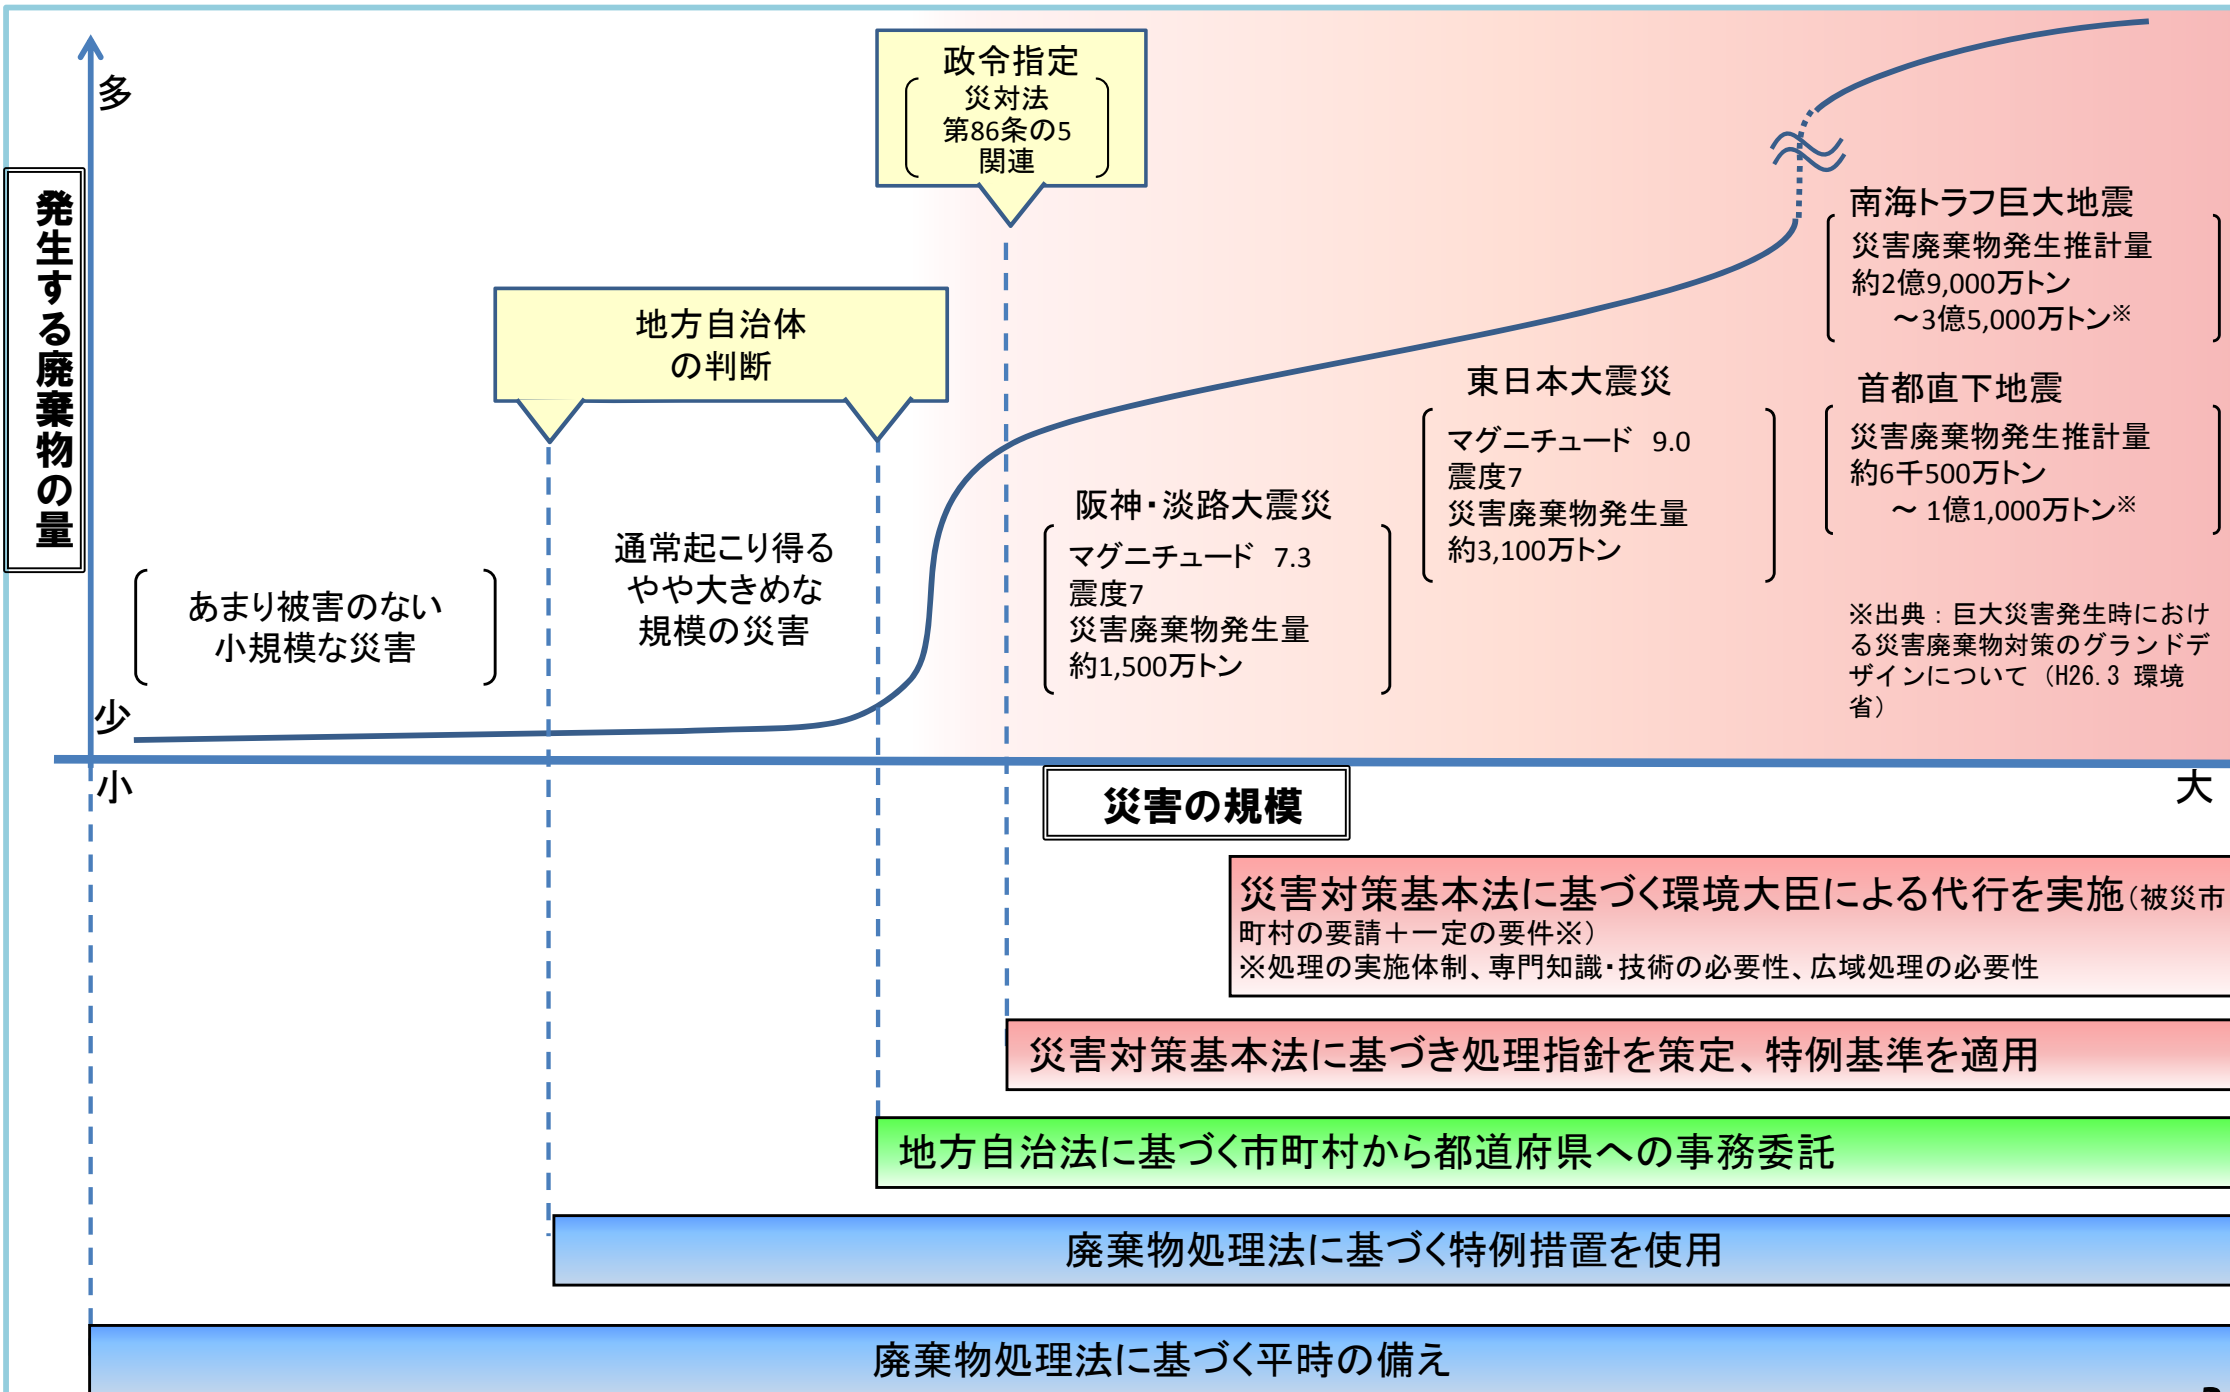 多
発生する廃棄物の量
政令指定
災対法
第86条の5
関連
地方自治体
の判断
南海トラフ巨大地震
災害廃棄物発生推計量
約2億9,000万トン
～3億5,000万トン※
首都直下地震
災害廃棄物発生推計量
約6千500万トン
～ 1億1,000万トン※
東日本大震災
マグニチュード 9.0
震度7
災害廃棄物発生量
約3,100万トン
阪神・淡路大震災
マグニチュード 7.3
震度7
災害廃棄物発生量
約1,500万トン
通常起こり得る
やや大きめな
規模の災害
あまり被害のない
小規模な災害
※出典：巨大災害発生時におけ
る災害廃棄物対策のグランドデ
ザインについて（H26.3 環境
省）
少
小
災害の規模
大
災害対策基本法に基づく環境大臣による代行を実施（被災市
町村の要請＋一定の要件※）
※処理の実施体制、専門知識・技術の必要性、広域処理の必要性
災害対策基本法に基づき処理指針を策定、特例基準を適用
地方自治法に基づく市町村から都道府県への事務委託
廃棄物処理法に基づく特例措置を使用
廃棄物処理法に基づく平時の備え